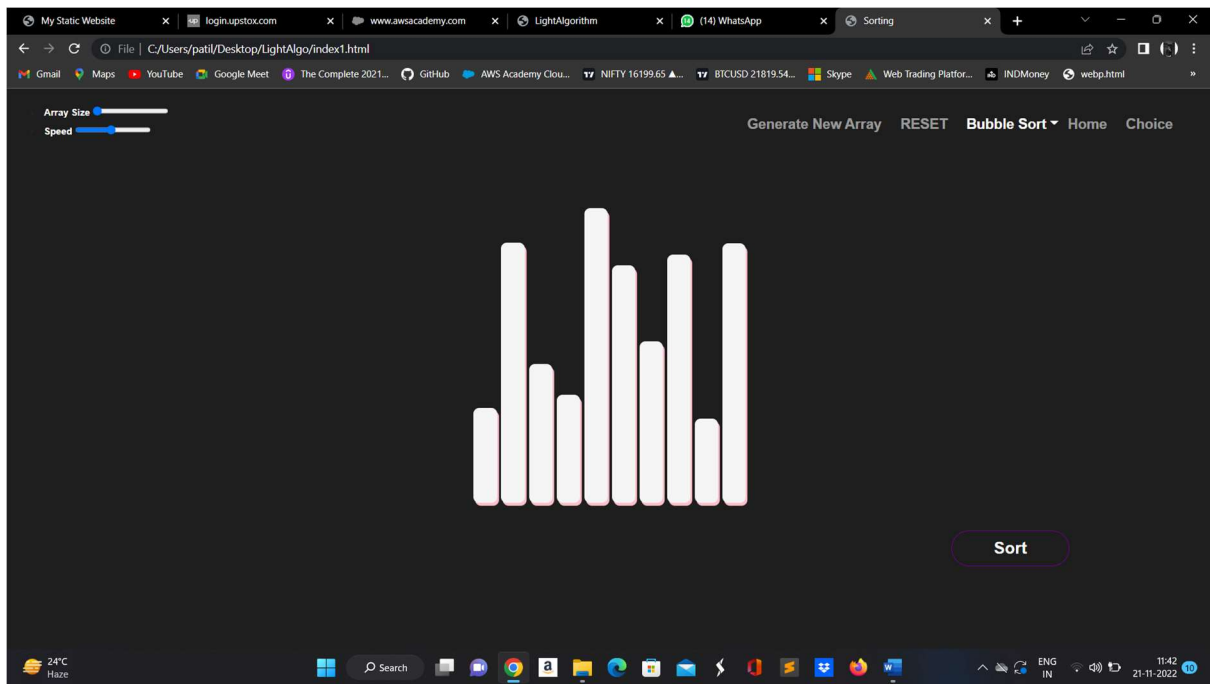 My Static Website login.upstox.com www.awsacademy.com LightAlgorithm (14) WhatsApp Sorting
File | C:/Users/patil/Desktop/LightAlgo/index1.html
Gmail Maps YouTube Google Meet The Complete 2021... GitHub AWS Academy Clou... NIFTY 16199.65 ▲... BTCUSD 21819.54... Skype Web Trading Platfor... INDMoney webp.html »
Array Size
Speed
Generate New Array RESET Bubble Sort Home Choice
Sort
24°C
Haze
Search
ENG
IN
11:42
21-11-2022
10